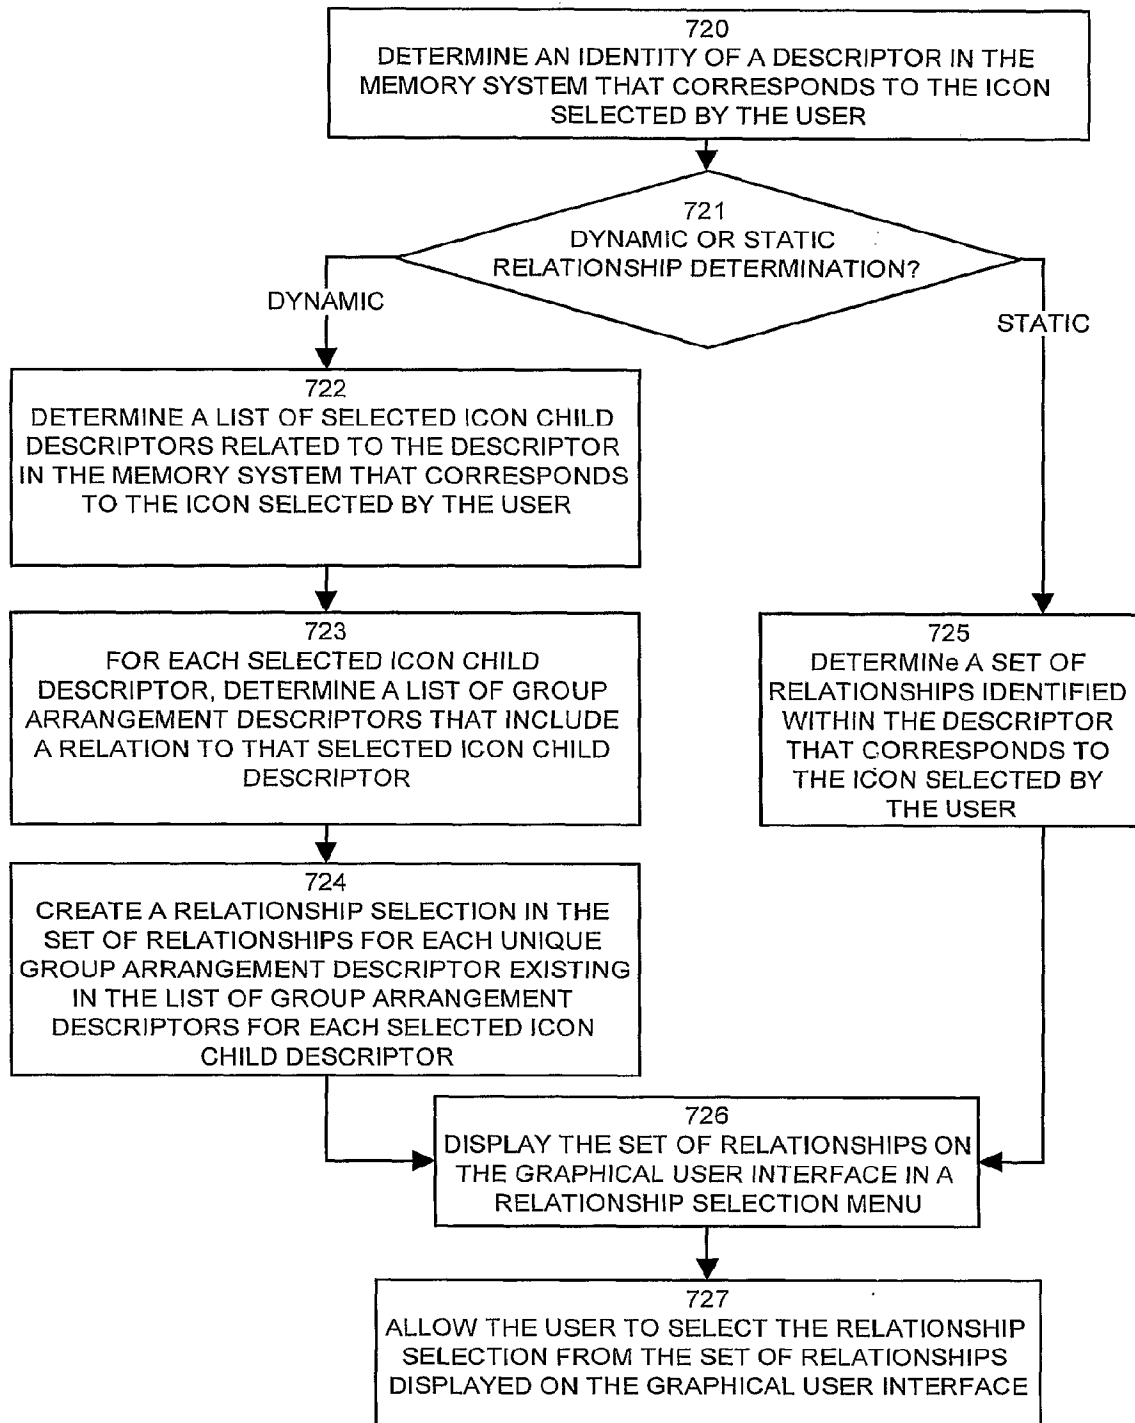 720
DETERMINE AN IDENTITY OF A DESCRIPTOR IN THE
MEMORY SYSTEM THAT CORRESPONDS TO THE ICON
SELECTED BY THE USER
721
DYNAMIC OR STATIC
RELATIONSHIP DETERMINATION?
DYNAMIC
STATIC
722
DETERMINE A LIST OF SELECTED ICON CHILD
DESCRIPTORS RELATED TO THE DESCRIPTOR
IN THE MEMORY SYSTEM THAT CORRESPONDS
TO THE ICON SELECTED BY THE USER
723
FOR EACH SELECTED ICON CHILD
DESCRIPTOR, DETERMINE A LIST OF GROUP
ARRANGEMENT DESCRIPTORS THAT INCLUDE
A RELATION TO THAT SELECTED ICON CHILD
DESCRIPTOR
725
DETERMINe A SET OF
RELATIONSHIPS IDENTIFIED
WITHIN THE DESCRIPTOR
THAT CORRESPONDS TO
THE ICON SELECTED BY
THE USER
724
CREATE A RELATIONSHIP SELECTION IN THE
SET OF RELATIONSHIPS FOR EACH UNIQUE
GROUP ARRANGEMENT DESCRIPTOR EXISTING
IN THE LIST OF GROUP ARRANGEMENT
DESCRIPTORS FOR EACH SELECTED ICON
CHILD DESCRIPTOR
726
DISPLAY THE SET OF RELATIONSHIPS ON
THE GRAPHICAL USER INTERFACE IN A
RELATIONSHIP SELECTION MENU
727
ALLOW THE USER TO SELECT THE RELATIONSHIP
SELECTION FROM THE SET OF RELATIONSHIPS
DISPLAYED ON THE GRAPHICAL USER INTERFACE